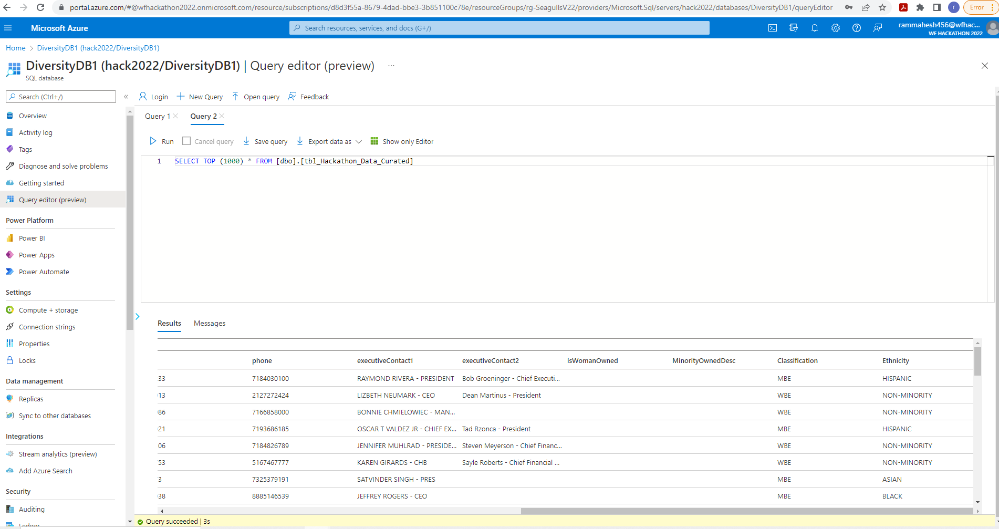 portal.azure.com/#@wfhackathon2022.onmicrosoft.com/resource/subscriptions/d8d3f55a-8679-4dad-bbe3-3b851100c78e/resourceGroups/rg-SeagullsV22/providers/Microsoft.Sql/servers/hack2022/databases/DiversityDB1/queryEditor r Error
Microsoft Azure Search resources, services, and docs (G+/) rammahesh456@wfhac...
WF HACKATHON 2022
Home > DiversityDB1 (hack2022/DiversityDB1)
DiversityDB1 (hack2022/DiversityDB1) | Query editor (preview) ...
SQL database
Search (Ctrl+/) « Login New Query Open query Feedback
Overview
Activity log
Tags
Diagnose and solve problems
Getting started
Query editor (preview)
Power Platform
Power BI
Power Apps
Power Automate
Settings
Compute + storage
Connection strings
Properties
Locks
Data management
Replicas
Sync to other databases
Integrations
Stream analytics (preview)
Add Azure Search
Security
Auditing
Ledger
Query 1 Query 2
Run Cancel query Save query Export data as Show only Editor
1 SELECT TOP (1000) * FROM [dbo].[tbl_Hackathon_Data_Curated]
Results Messages
phone executiveContact1 executiveContact2 isWomanOwned MinorityOwnedDesc Classification Ethnicity
33 7184030100 RAYMOND RIVERA - PRESIDENT Bob Groeninger - Chief Executi... MBE HISPANIC
13 2127272424 LIZBETH NEUMARK - CEO Dean Martinus - President WBE NON-MINORITY
86 7166858000 BONNIE CHMIELOWIEC - MAN... WBE NON-MINORITY
21 7193686185 OSCAR T VALDEZ JR - CHIEF EX... Tad Rzonca - President MBE HISPANIC
06 7184826789 JENNIFER MUHLRAD - PRESIDE... Steven Meyerson - Chief Financ... WBE NON-MINORITY
53 5167467777 KAREN GIRARDS - CHB Sayle Roberts - Chief Financial ... WBE NON-MINORITY
3 7325379191 SATVINDER SINGH - PRES MBE ASIAN
38 8885146539 JEFFREY ROGERS - CEO MBE BLACK
Query succeeded | 3s